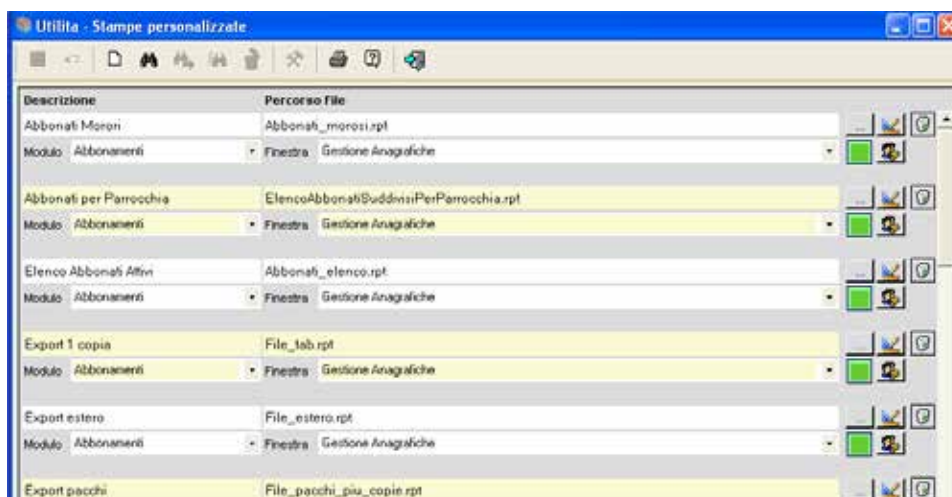 Utilita - Stampe personalizzate
Descrizione Percorso File
Abbonati Morori Abbonati_morosi.rpt
Modulo Abbonamenti Finestra Gestione Anagrafiche
Abbonati per Parrocchia ElencoAbbonatiSuddivisiPerParrocchia.rpt
Modulo Abbonamenti Finestra Gestione Anagrafiche
Elenco Abbonati Attivi Abbonati_elenco.rpt
Modulo Abbonamenti Finestra Gestione Anagrafiche
Export 1 copia File_tab.rpt
Modulo Abbonamenti Finestra Gestione Anagrafiche
Export estero File_estero.rpt
Modulo Abbonamenti Finestra Gestione Anagrafiche
Export pacchi File_pacchi_piu_copie.rpt